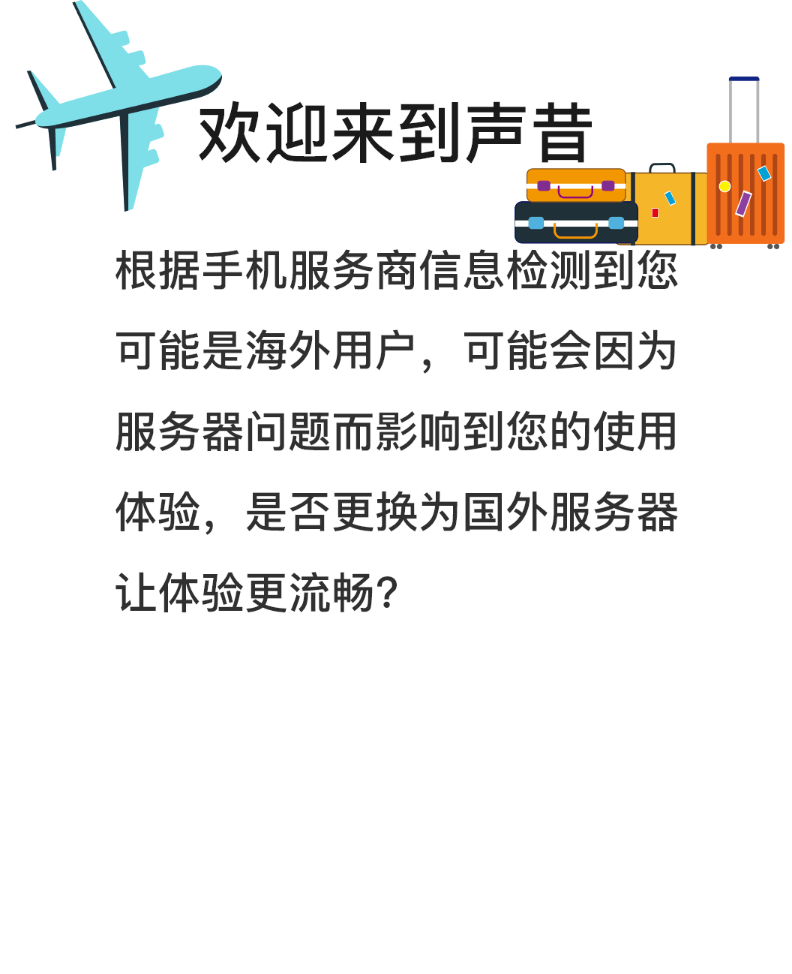 欢迎来到声昔
根据手机服务商信息检测到您
可能是海外用户，可能会因为
服务器问题而影响到您的使用
体验，是否更换为国外服务器
让体验更流畅？